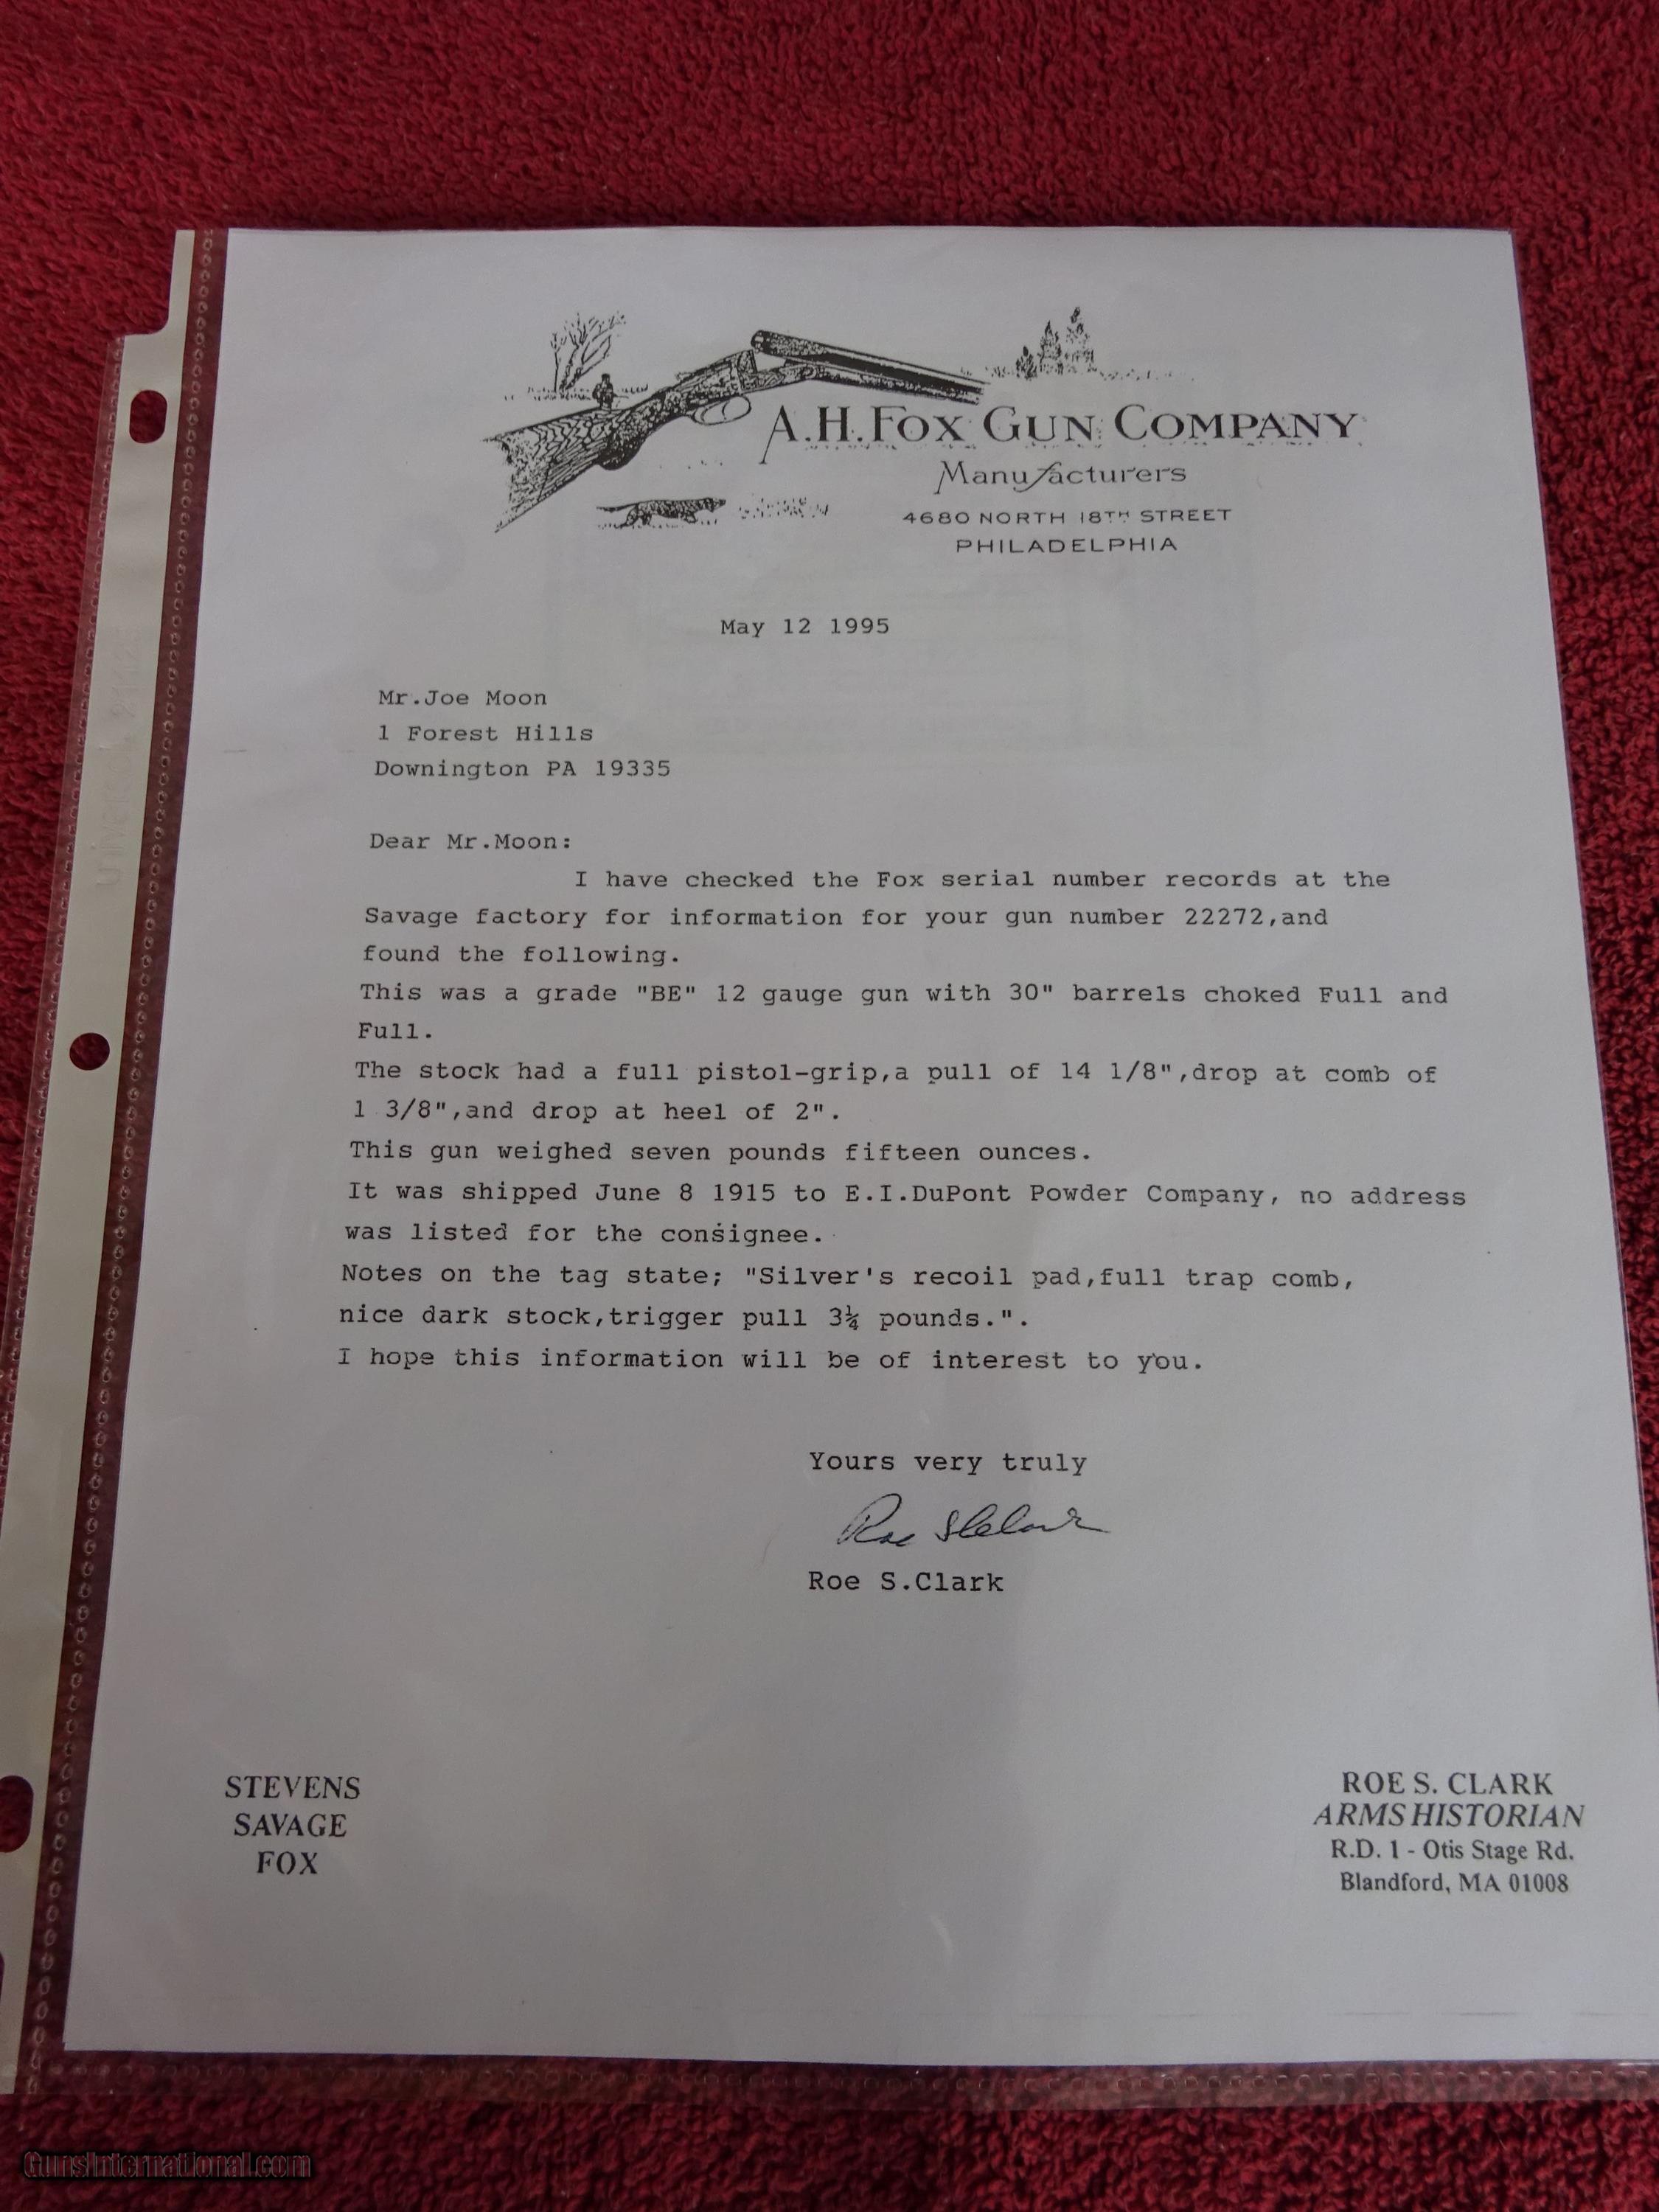 A.H. FOX GUN COMPANY
Manufacturers
4680 NORTH 18TH STREET
PHILADELPHIA
May 12 1995
Mr.Joe Moon
1 Forest Hills
Downington PA 19335
Dear Mr.Moon:
I have checked the Fox serial number records at the
Savage factory for information for your gun number 22272,and
found the following.
This was a grade "BE" 12 gauge gun with 30" barrels choked Full and
Full.
The stock had a full pistol-grip,a pull of 14 1/8",drop at comb of
1 3/8",and drop at heel of 2".
This gun weighed seven pounds fifteen ounces.
It was shipped June 8 1915 to E.I.DuPont Powder Company, no address
was listed for the consignee.
Notes on the tag state; "Silver's recoil pad,full trap comb,
nice dark stock,trigger pull 3¼ pounds.".
I hope this information will be of interest to you.
Yours very truly
Roe S Clark
Roe S.Clark
STEVENS
SAVAGE
FOX
ROE S. CLARK
ARMS HISTORIAN
R.D. 1 - Otis Stage Rd.
Blandford, MA 01008
GunsInternational.com